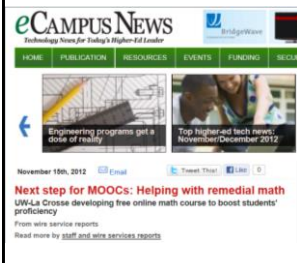 eCAMPUS NEWS
Technology News for Today's Higher-Ed Leader
BridgeWave
HOME PUBLICATION RESOURCES EVENTS FUNDING SECU
Engineering programs get a
dose of reality
Top higher-ed tech news:
November/December 2012
November 16th, 2012 Email Tweet This! Like 0
Next step for MOOCs: Helping with remedial math
UW-La Crosse developing free online math course to boost students'
proficiency
From wire service reports
Read more by staff and wire services reports